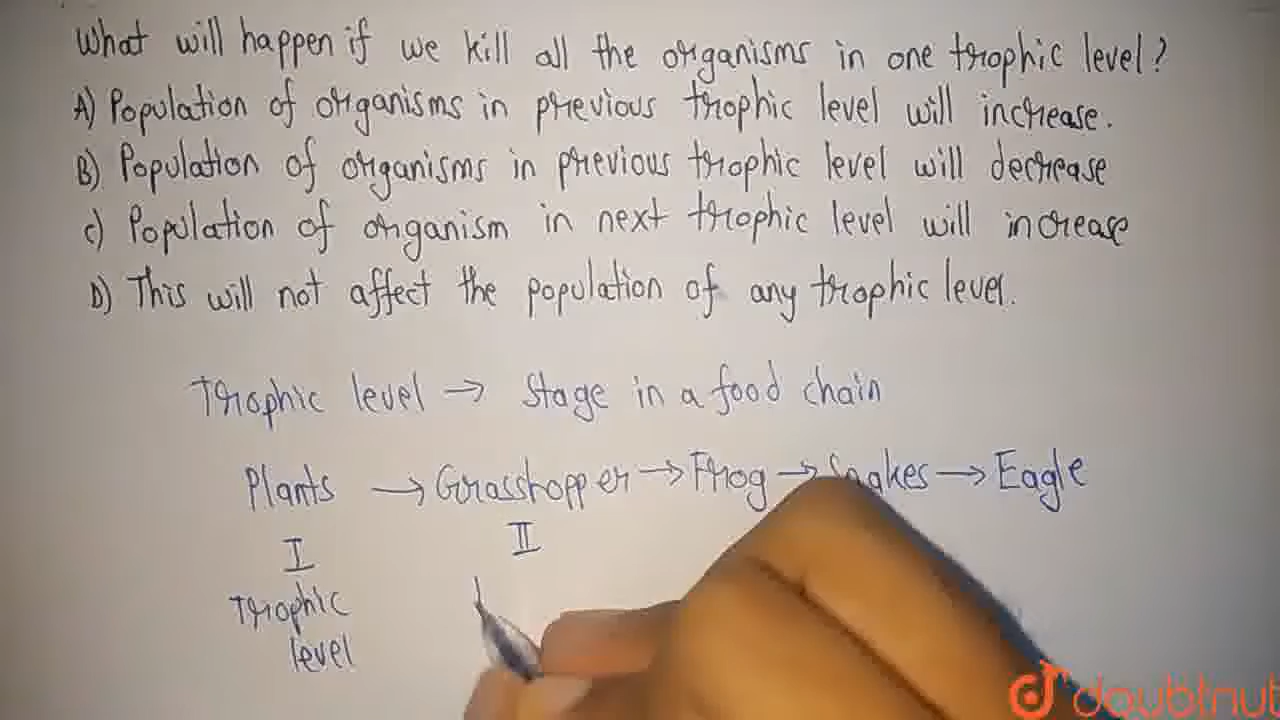 What will happen if we kill all the organisms in one trophic level?
A) Population of organisms in previous trophic level will increase.
B) Population of organisms in previous trophic level will decrease
c) Population of organism in next trophic level will increase
D) This will not affect the population of any trophic level.
Trophic level → Stage in a food chain
Plants → Grasshopper → Frog → Snakes → Eagle
I II
Trophic
level
doubtnut